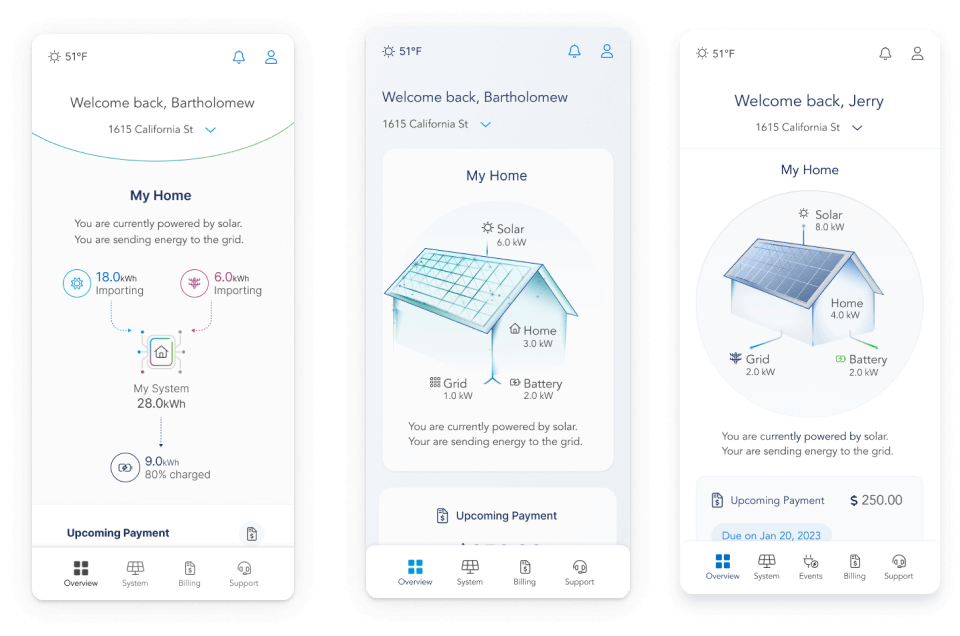 51°F
Welcome back, Bartholomew
1615 California St
My Home
You are currently powered by solar.
You are sending energy to the grid.
18.0kWh
Importing
6.0kWh
Importing
My System
28.0kWh
9.0kWh
80% charged
Upcoming Payment
Overview
System
Billing
Support
51°F
Welcome back, Bartholomew
1615 California St
My Home
Solar
6.0 kW
Home
3.0 kW
Grid
1.0 kW
Battery
2.0 kW
You are currently powered by solar.
Your are sending energy to the grid.
Upcoming Payment
Overview
System
Billing
Support
51°F
Welcome back, Jerry
1615 California St
My Home
Solar
8.0 kW
Home
4.0 kW
Grid
2.0 kW
Battery
2.0 kW
You are currently powered by solar.
Your are sending energy to the grid.
Upcoming Payment
$ 250.00
Due on Jan 20, 2023
Overview
System
Events
Billing
Support